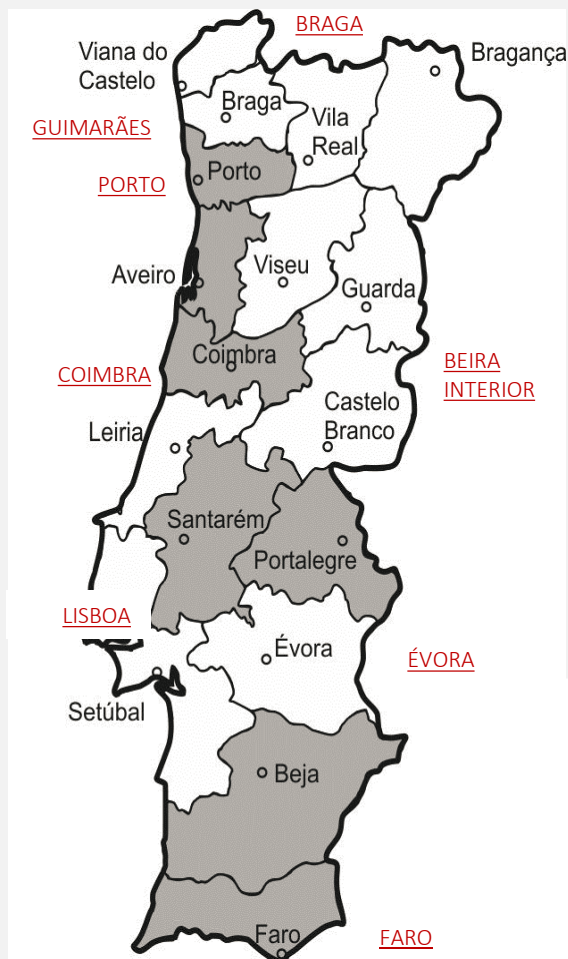 BRAGA
Viana do
Castelo
Bragança
Braga
Vila
Real
GUIMARÃES
Porto
PORTO
Aveiro
Viseu
Guarda
Coimbra
COIMBRA
BEIRA
INTERIOR
Castelo
Branco
Leiria
Santarém
Portalegre
LISBOA
Évora
ÉVORA
Setúbal
Beja
Faro
FARO